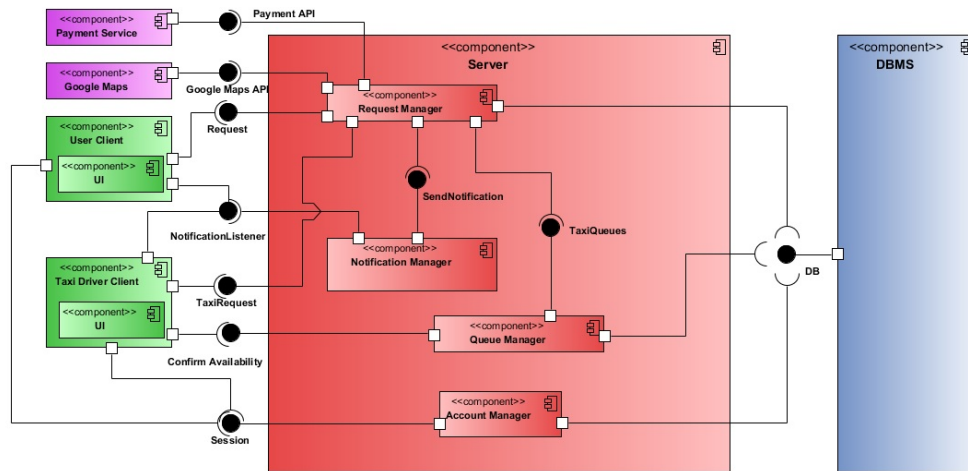 <<component>>
Payment Service
Payment API
<<component>>
Server
<<component>>
DBMS
<<component>>
Google Maps
Google Maps API
<<component>>
Request Manager
<<component>>
User Client
<<component>>
UI
Request
SendNotification
NotificationListener
TaxiQueues
<<component>>
Notification Manager
DB
<<component>>
Taxi Driver Client
<<component>>
UI
TaxiRequest
<<component>>
Queue Manager
Confirm Availability
<<component>>
Account Manager
Session